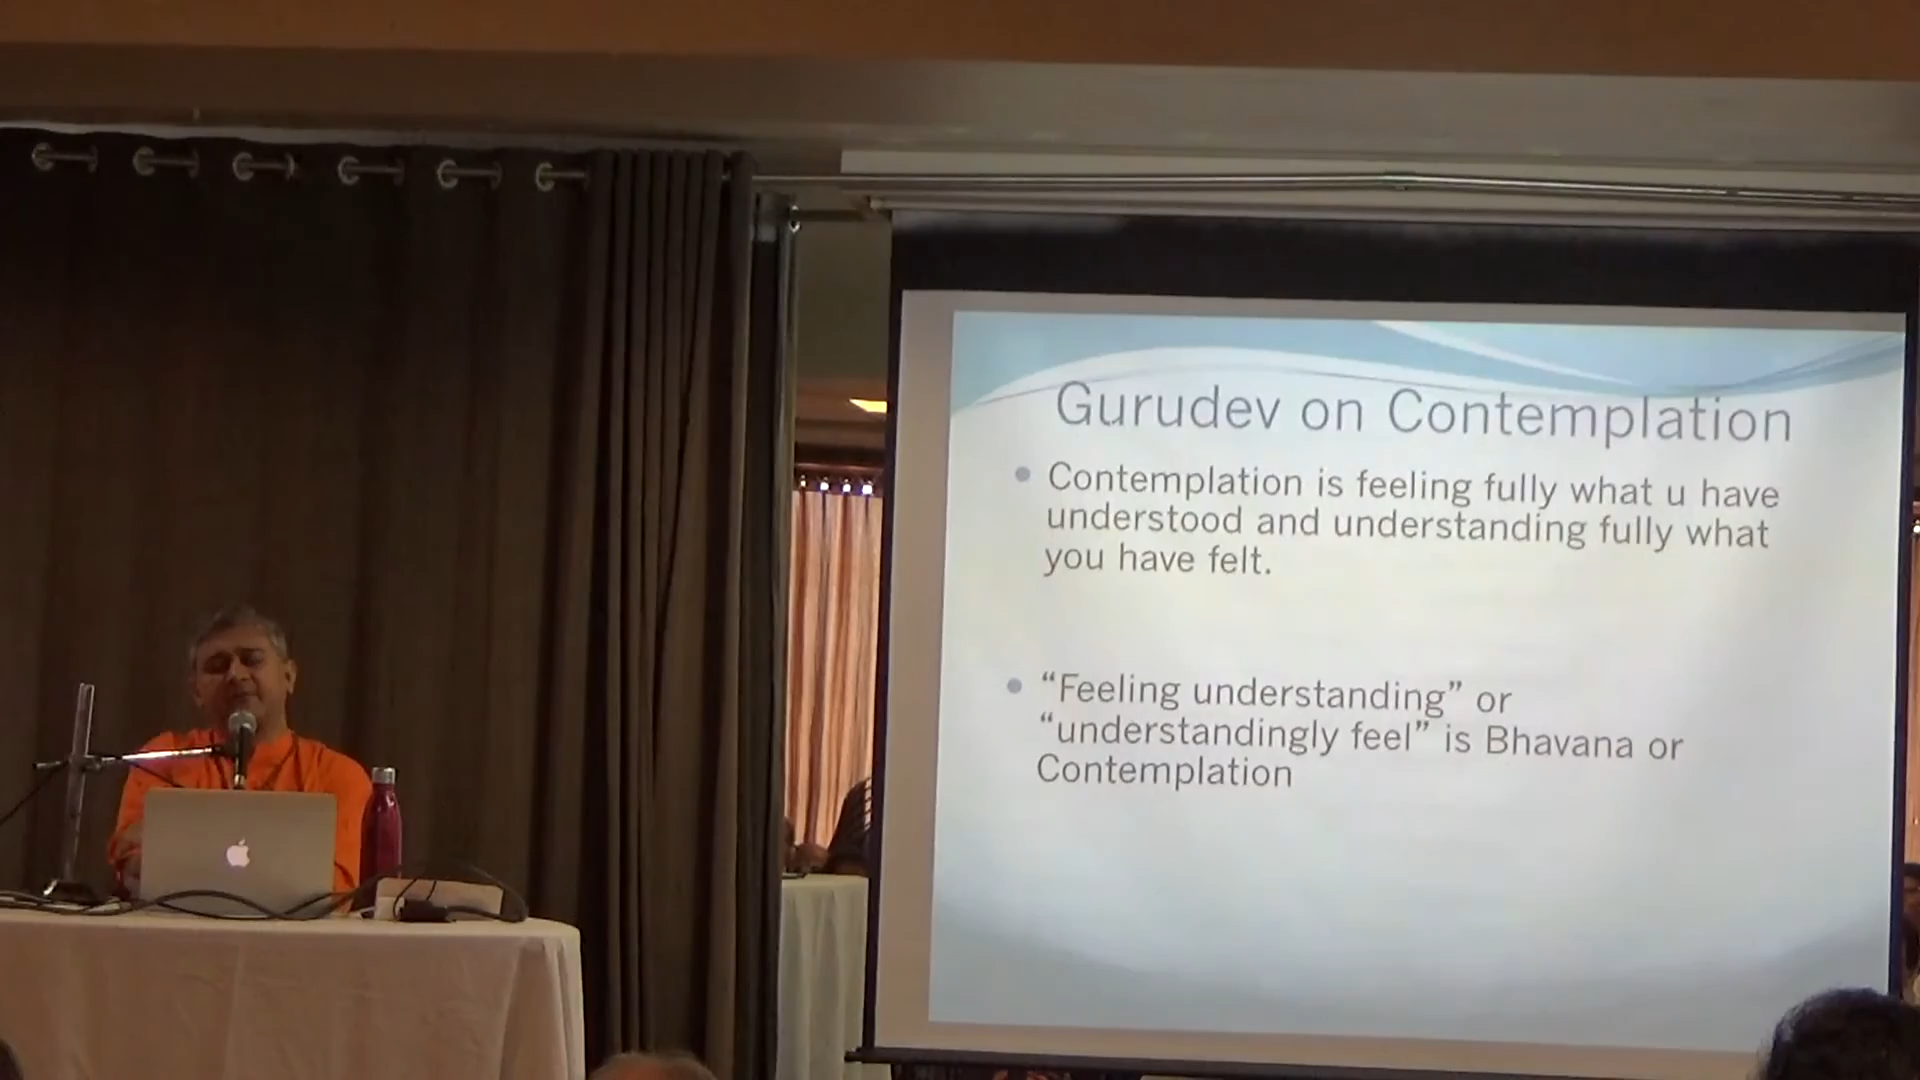 Gurudev on Contemplation
• Contemplation is feeling fully what u have
understood and understanding fully what
you have felt.
• “Feeling understanding” or
“understandingly feel” is Bhavana or
Contemplation